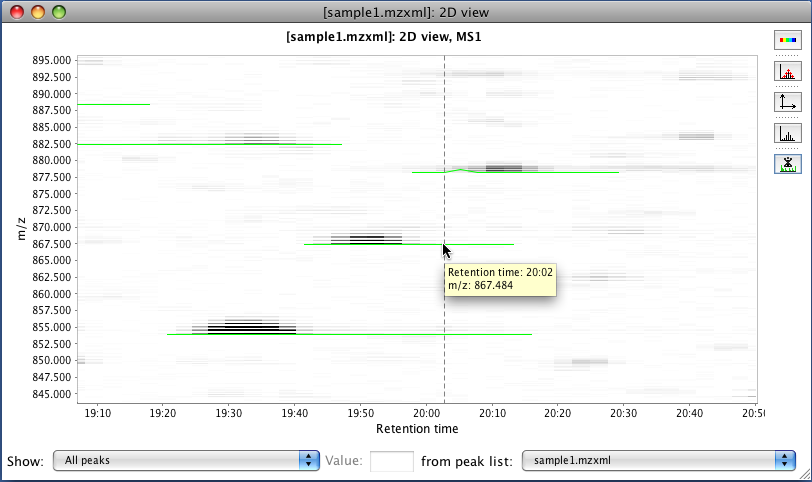 [sample1.mzxml]: 2D view
[sample1.mzxml]: 2D view, MS1
895.000
892.500
890.000
887.500
885.000
882.500
880.000
877.500
875.000
872.500
870.000
867.500
865.000
862.500
860.000
857.500
855.000
852.500
850.000
847.500
845.000
m/z
Retention time: 20:02
m/z: 867.484
19:10 19:20 19:30 19:40 19:50 20:00 20:10 20:20 20:30 20:40
Retention time
Show: All peaks Value: from peak list: sample1.mzxml